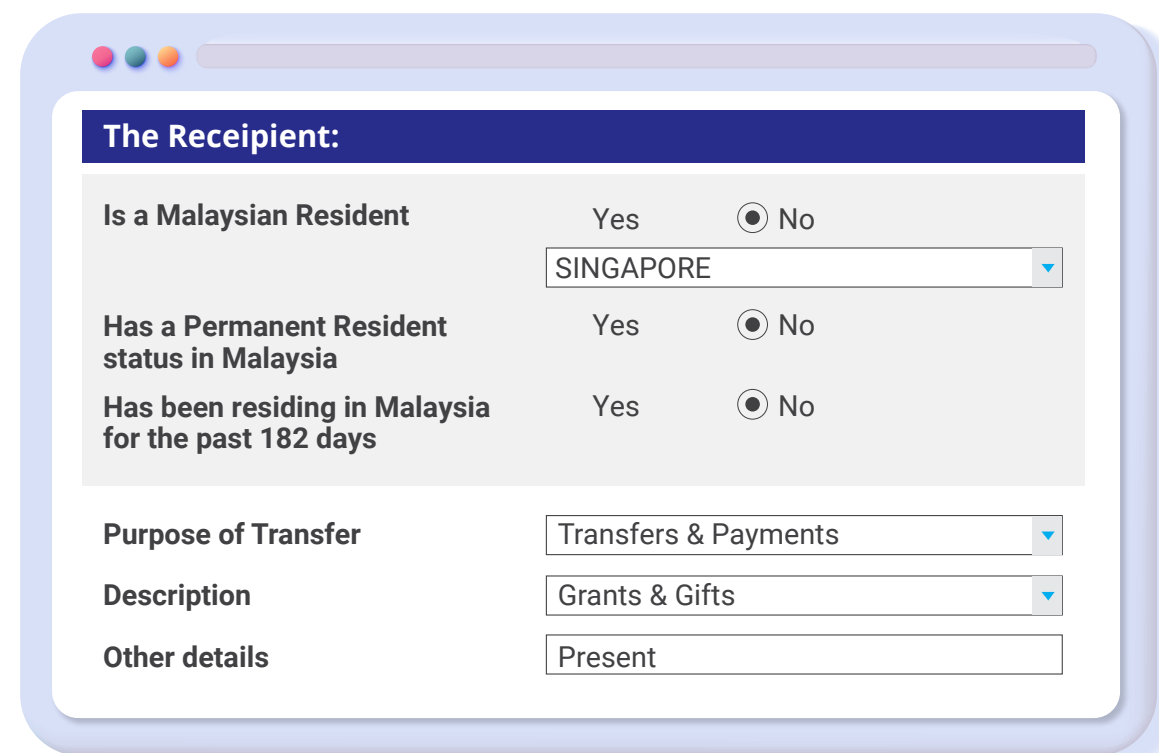 The Receipient:
Is a Malaysian Resident
Yes No
SINGAPORE
Has a Permanent Resident
status in Malaysia
Yes No
Has been residing in Malaysia
for the past 182 days
Yes No
Purpose of Transfer
Transfers & Payments
Description
Grants & Gifts
Other details
Present